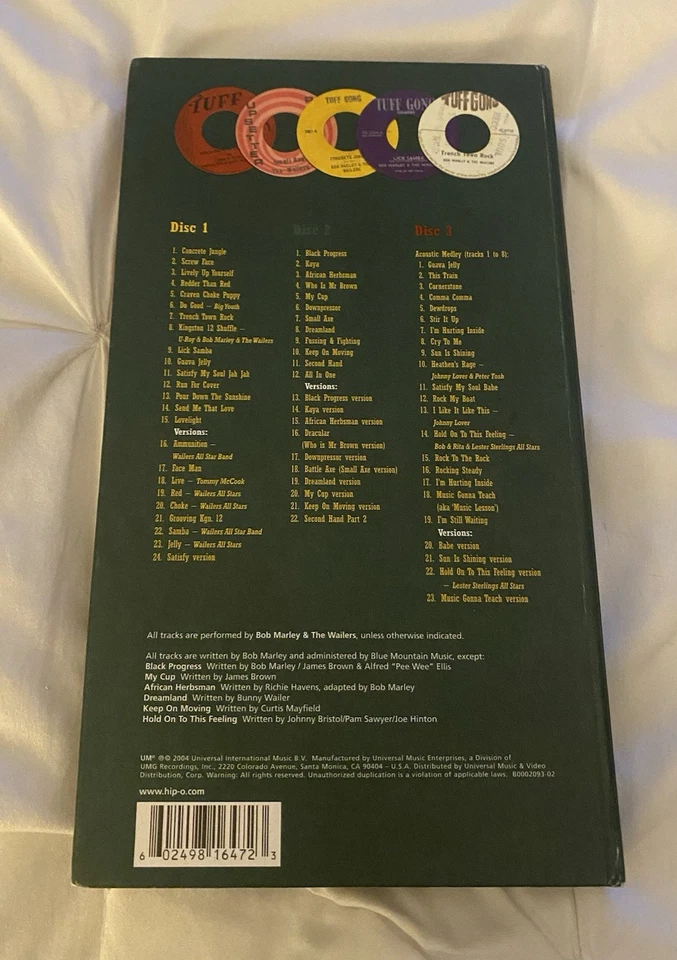 TUFF
UPSETTER
The Wailers
TUFF GONG
CONCRETE JUNGLE
BOB MARLEY & THE
WAILERS
TUFF GONG
LICK SAMBA
BOB MARLEY & THE WAILERS
TUFF GONG
Trench Town Rock
BOB MARLEY & THE WAILERS
Disc 1
1. Concrete Jungle
2. Screw Face
3. Lively Up Yourself
4. Redder Than Red
5. Craven Choke Puppy
6. Do Good – Big Youth
7. Trench Town Rock
8. Kingston 12 Shuffle –
U-Roy & Bob Marley & The Wailers
9. Lick Samba
10. Guava Jelly
11. Satisfy My Soul Jah Jah
12. Run For Cover
13. Pour Down The Sunshine
14. Send Me That Love
15. Lovelight
Versions:
16. Ammunition –
Wailers All Star Band
17. Face Man
18. Live – Tommy McCook
19. Red – Wailers All Stars
20. Choke – Wailers All Stars
21. Grooving Kgn. 12
22. Samba – Wailers All Star Band
23. Jelly – Wailers All Stars
24. Satisfy version
Disc 2
1. Black Progress
2. Kaya
3. African Herbsman
4. Who Is Mr Brown
5. My Cup
6. Downpressor
7. Small Axe
8. Dreamland
9. Fussing & Fighting
10. Keep On Moving
11. Second Hand
12. All In One
Versions:
13. Black Progress version
14. Kaya version
15. African Herbsman version
16. Dracular
(Who is Mr Brown version)
17. Downpressor version
18. Battle Axe (Small Axe version)
19. Dreamland version
20. My Cup version
21. Keep On Moving version
22. Second Hand Part 2
Disc 3
Acoustic Medley (tracks 1 to 8):
1. Guava Jelly
2. This Train
3. Cornerstone
4. Comma Comma
5. Dewdrops
6. Stir It Up
7. I'm Hurting Inside
8. Cry To Me
9. Sun Is Shining
10. Heathen's Rage –
Johnny Lover & Peter Tosh
11. Satisfy My Soul Babe
12. Rock My Boat
13. I Like It Like This –
Johnny Lover
14. Hold On To This Feeling –
Bob & Rita & Lester Sterlings All Stars
15. Rock To The Rock
16. Rocking Steady
17. I'm Hurting Inside
18. Music Gonna Teach
(aka 'Music Lesson')
19. I'm Still Waiting
Versions:
20. Babe version
21. Sun Is Shining version
22. Hold On To This Feeling version
– Lester Sterlings All Stars
23. Music Gonna Teach version
All tracks are performed by Bob Marley & The Wailers, unless otherwise indicated.
All tracks are written by Bob Marley and administered by Blue Mountain Music, except:
Black Progress Written by Bob Marley / James Brown & Alfred "Pee Wee" Ellis
My Cup Written by James Brown
African Herbsman Written by Richie Havens, adapted by Bob Marley
Dreamland Written by Bunny Wailer
Keep On Moving Written by Curtis Mayfield
Hold On To This Feeling Written by Johnny Bristol/Pam Sawyer/Joe Hinton
UM® ℗© 2004 Universal International Music B.V. Manufactured by Universal Music Enterprises, a Division of
UMG Recordings, Inc., 2220 Colorado Avenue, Santa Monica, CA 90404 – U.S.A. Distributed by Universal Music & Video
Distribution, Corp. Warning: All rights reserved. Unauthorized duplication is a violation of applicable laws. B0002093-02
www.hip-o.com
6 02498 16472 3